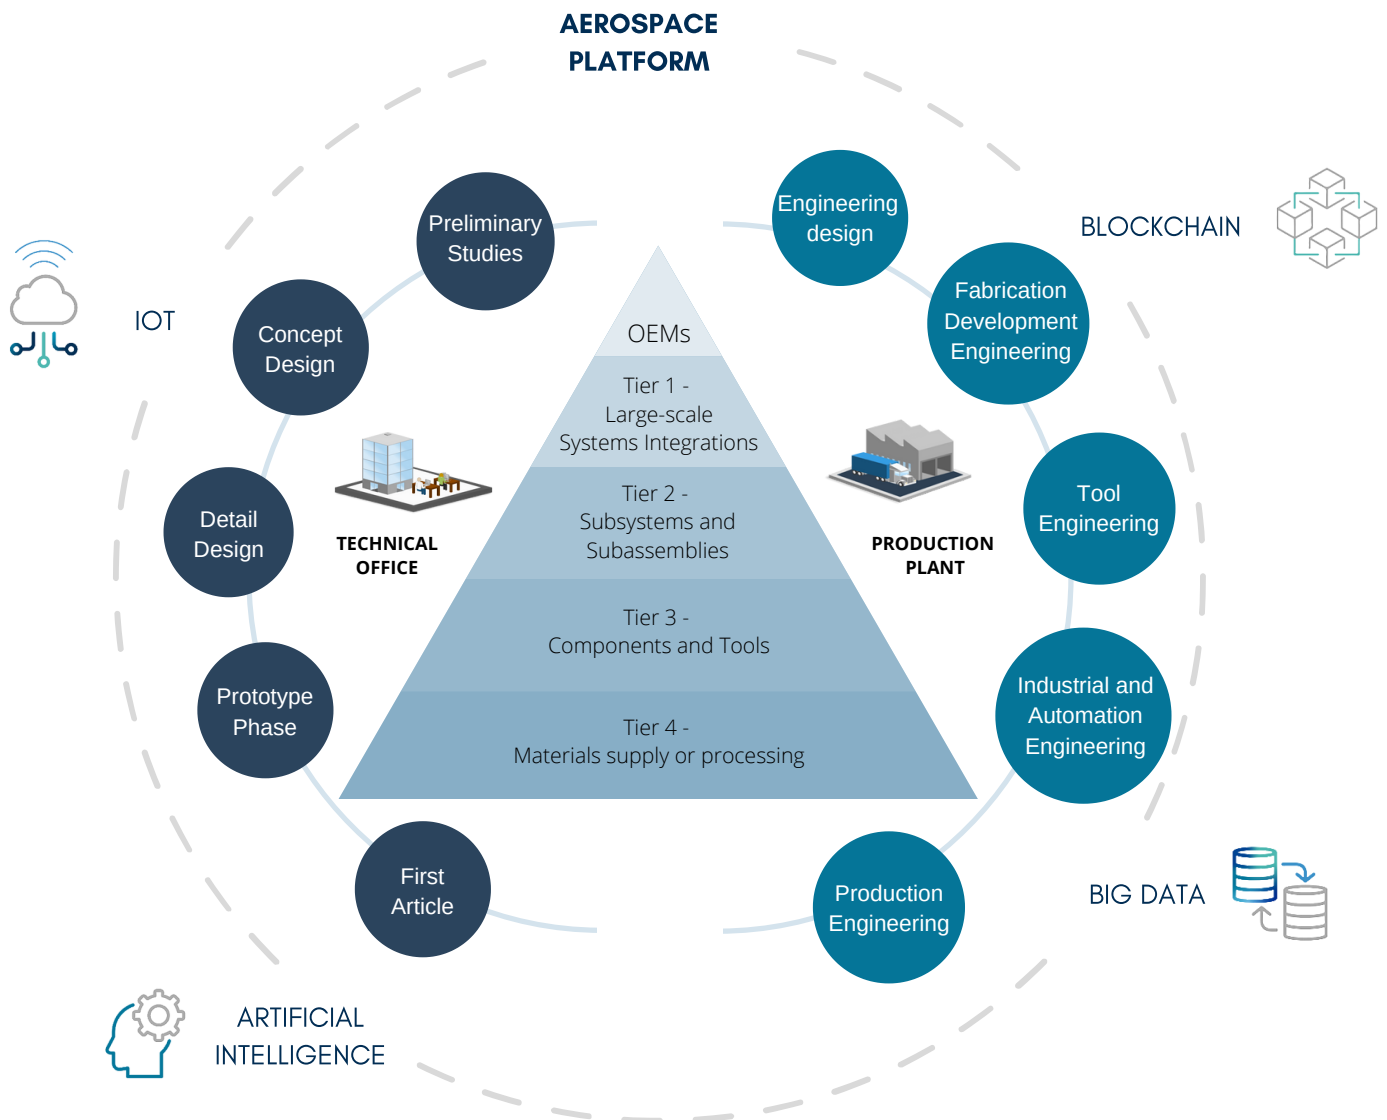 AEROSPACE
PLATFORM
Preliminary
Studies
Engineering
design
BLOCKCHAIN
IOT
Concept
Design
Fabrication
Development
Engineering
OEMs
Tier 1 -
Large-scale
Systems Integrations
Detail
Design
TECHNICAL
OFFICE
Tier 2 -
Subsystems and
Subassemblies
PRODUCTION
PLANT
Tool
Engineering
Tier 3 -
Components and Tools
Prototype
Phase
Industrial and
Automation
Engineering
Tier 4 -
Materials supply or processing
First
Article
Production
Engineering
BIG DATA
ARTIFICIAL
INTELLIGENCE